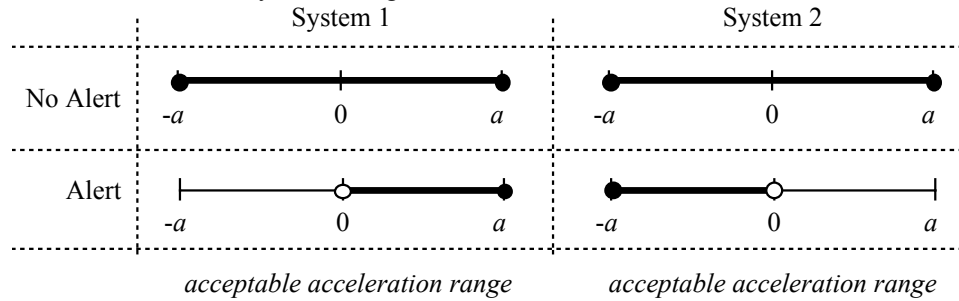 System 1 System 2
No Alert
-a 0 a -a 0 a
Alert
-a 0 a -a 0 a
acceptable acceleration range acceptable acceleration range